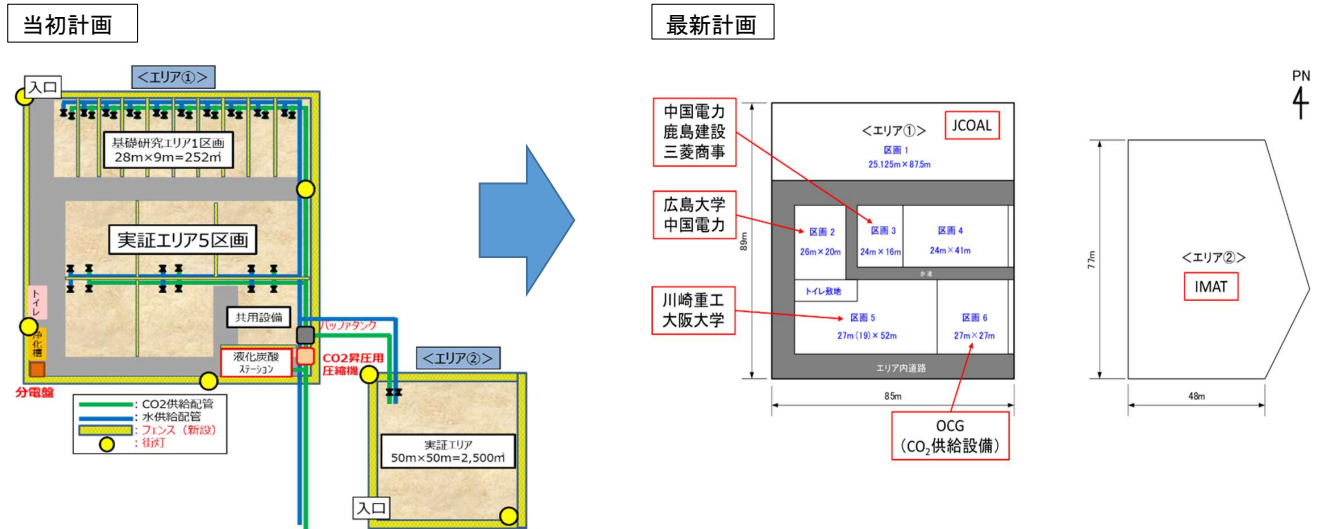 当初計画
<エリア①>
入口
基礎研究エリア1区画
28m×9m=252㎡
実証エリア5区画
トイレ
浄化槽
分電盤
共用設備
バッファタンク
液化炭酸
ステーション
CO2昇圧用
圧縮機
<エリア②>
実証エリア
50m×50m=2,500㎡
入口
:CO2供給配管
:水供給配管
:フェンス(新設)
:街灯
最新計画
PN
中国電力
鹿島建設
三菱商事
<エリア①>
JCOAL
区画 1
25.125m×87.5m
広島大学
中国電力
区画 2
26m×20m
区画 3
24m×16m
区画 4
24m×41m
歩道
トイレ敷地
川崎重工
大阪大学
区画 5
27m(19)×52m
区画 6
27m×27m
エリア内道路
89m
85m
OCG
(CO₂供給設備)
<エリア②>
IMAT
77m
48m